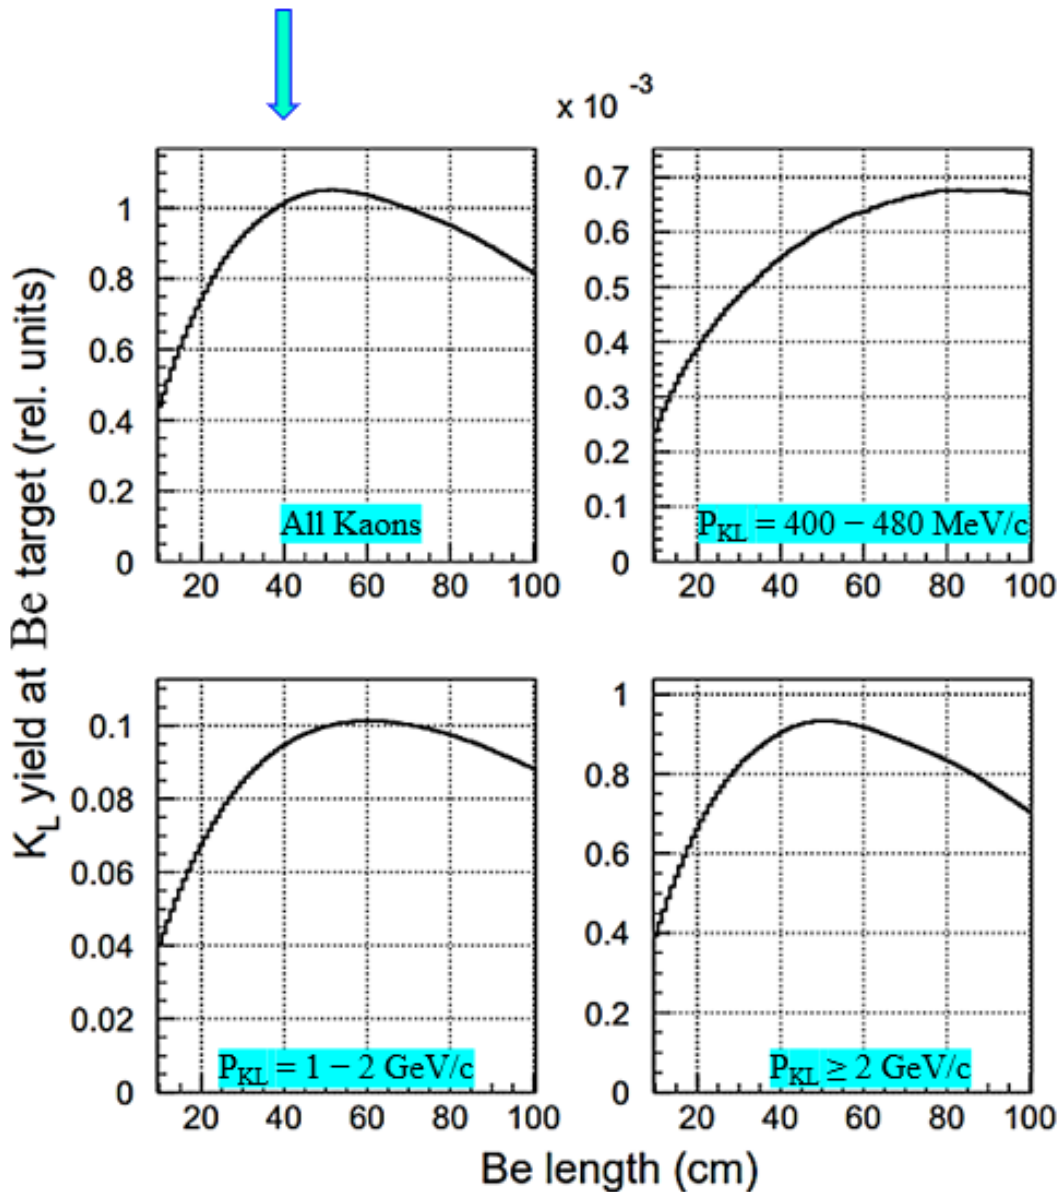 x 10 -3
1
0.8
0.6
0.4
0.2
0
20 40 60 80 100
All Kaons
0.7
0.6
0.5
0.4
0.3
0.2
0.1
0
20 40 60 80 100
P_KL = 400 – 480 MeV/c
K_L yield at Be target (rel. units)
0.1
0.08
0.06
0.04
0.02
0
20 40 60 80 100
P_KL = 1 – 2 GeV/c
1
0.8
0.6
0.4
0.2
0
20 40 60 80 100
P_KL ≥ 2 GeV/c
Be length (cm)